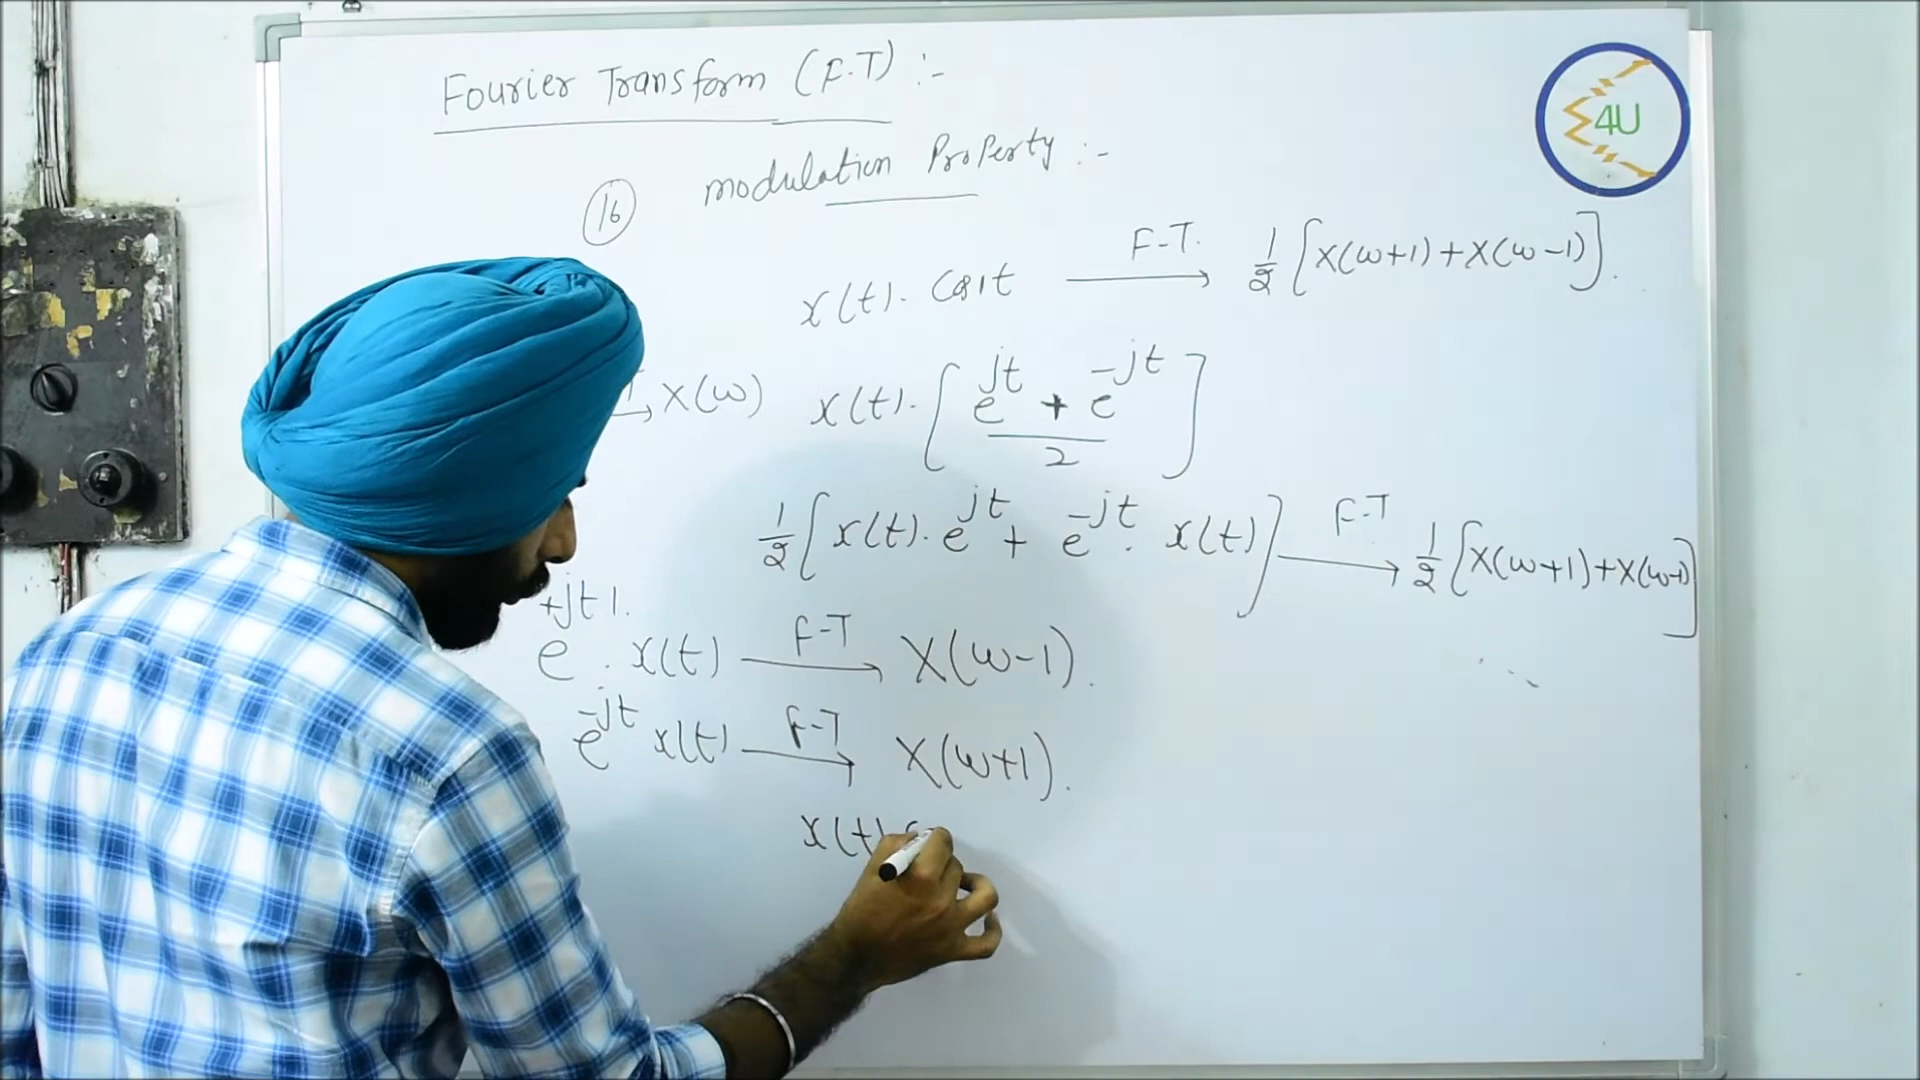 Fourier Transform (F.T) :-
16 modulation Property :-
x(t). Cos1t F-T. 1/2 [X(ω+1)+X(ω-1)].
→ X(ω) x(t). [e^jt + e^-jt / 2]
1/2 [x(t). e^jt + e^-jt . x(t)] F-T → 1/2 [X(ω+1)+X(ω-1)]
e^+jt1. . x(t) F-T → X(ω-1).
e^-jt x(t) F-T → X(ω+1).
x(t)
4U